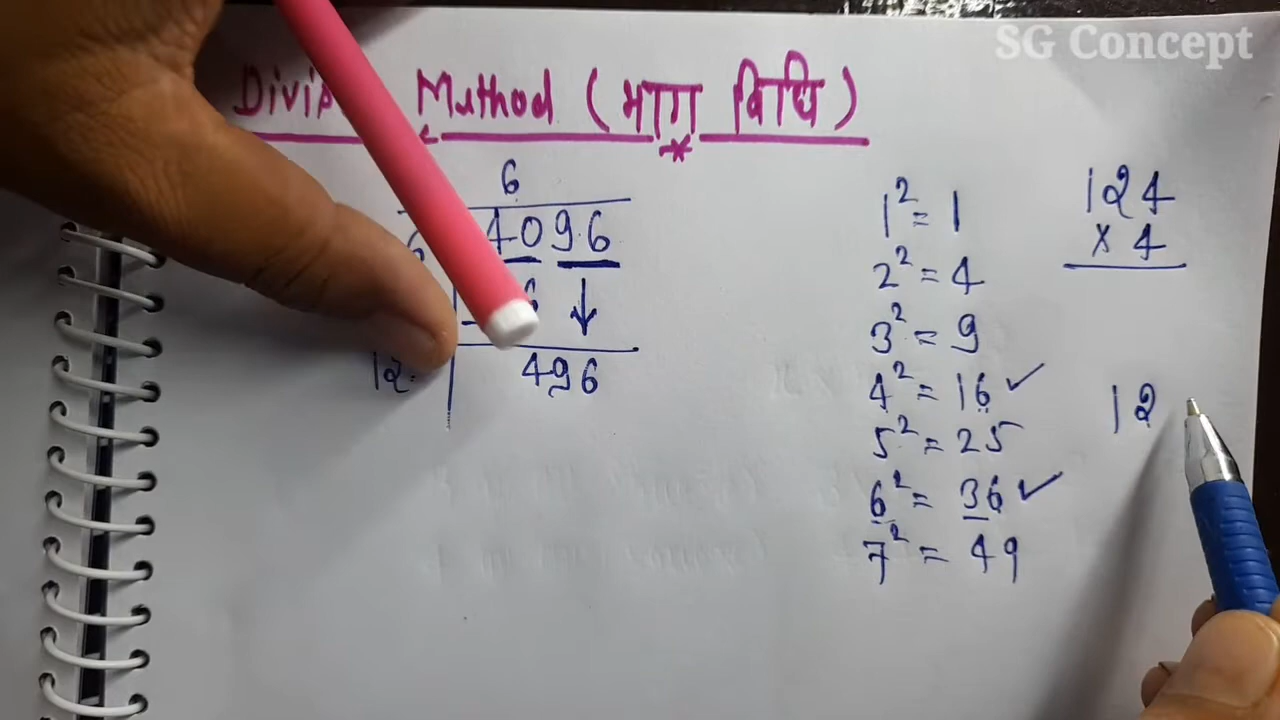 SG Concept
Method (भाग विधि)
6
4096
6
12
496
1² = 1
2² = 4
3² = 9
4² = 16 ✓
5² = 25
6² = 36 ✓
7² = 49
124
× 4
12